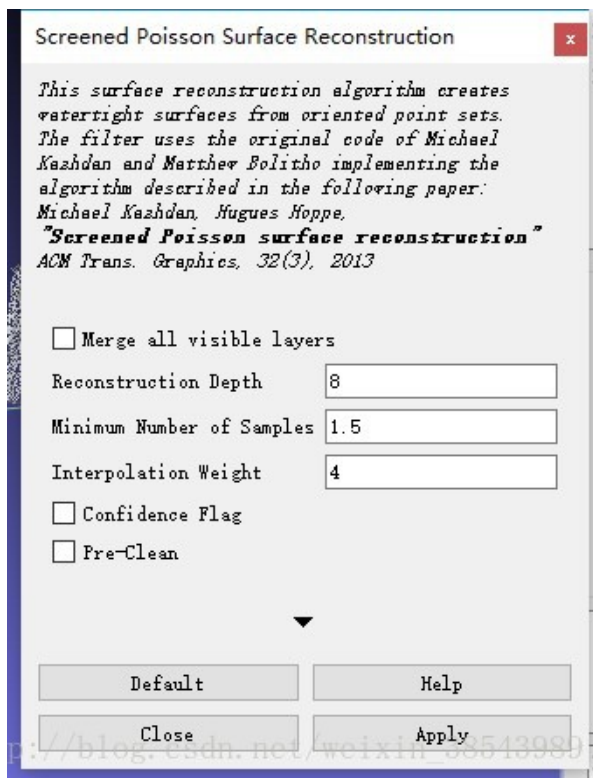 Screened Poisson Surface Reconstruction
x
This surface reconstruction algorithm creates
watertight surfaces from oriented point sets.
The filter uses the original code of Michael
Kazhdan and Matthew Bolitho implementing the
algorithm described in the following paper:
Michael Kazhdan, Hugues Hoppe,
"Screened Poisson surface reconstruction"
ACM Trans. Graphics, 32(3), 2013
Merge all visible layers
Reconstruction Depth 8
Minimum Number of Samples 1.5
Interpolation Weight 4
Confidence Flag
Pre-Clean
Default Help
Close Apply
p://blog.csdn.net/weixin_38543989